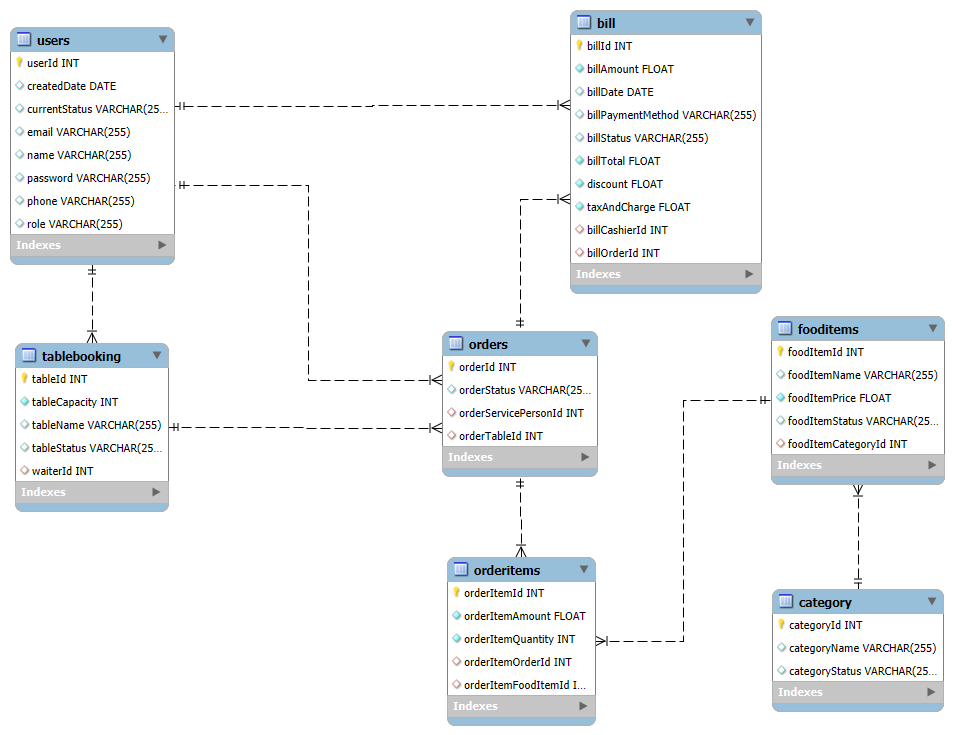 users
userId INT
createdDate DATE
currentStatus VARCHAR(25...
email VARCHAR(255)
name VARCHAR(255)
password VARCHAR(255)
phone VARCHAR(255)
role VARCHAR(255)
Indexes
bill
billId INT
billAmount FLOAT
billDate DATE
billPaymentMethod VARCHAR(255)
billStatus VARCHAR(255)
billTotal FLOAT
discount FLOAT
taxAndCharge FLOAT
billCashierId INT
billOrderId INT
Indexes
tablebooking
tableId INT
tableCapacity INT
tableName VARCHAR(255)
tableStatus VARCHAR(25...
waiterId INT
Indexes
orders
orderId INT
orderStatus VARCHAR(25...
orderServicePersonId INT
orderTableId INT
Indexes
fooditems
foodItemId INT
foodItemName VARCHAR(255)
foodItemPrice FLOAT
foodItemStatus VARCHAR(25...
foodItemCategoryId INT
Indexes
orderitems
orderItemId INT
orderItemAmount FLOAT
orderItemQuantity INT
orderItemOrderId INT
orderItemFoodItemId I...
Indexes
category
categoryId INT
categoryName VARCHAR(255)
categoryStatus VARCHAR(25...
Indexes